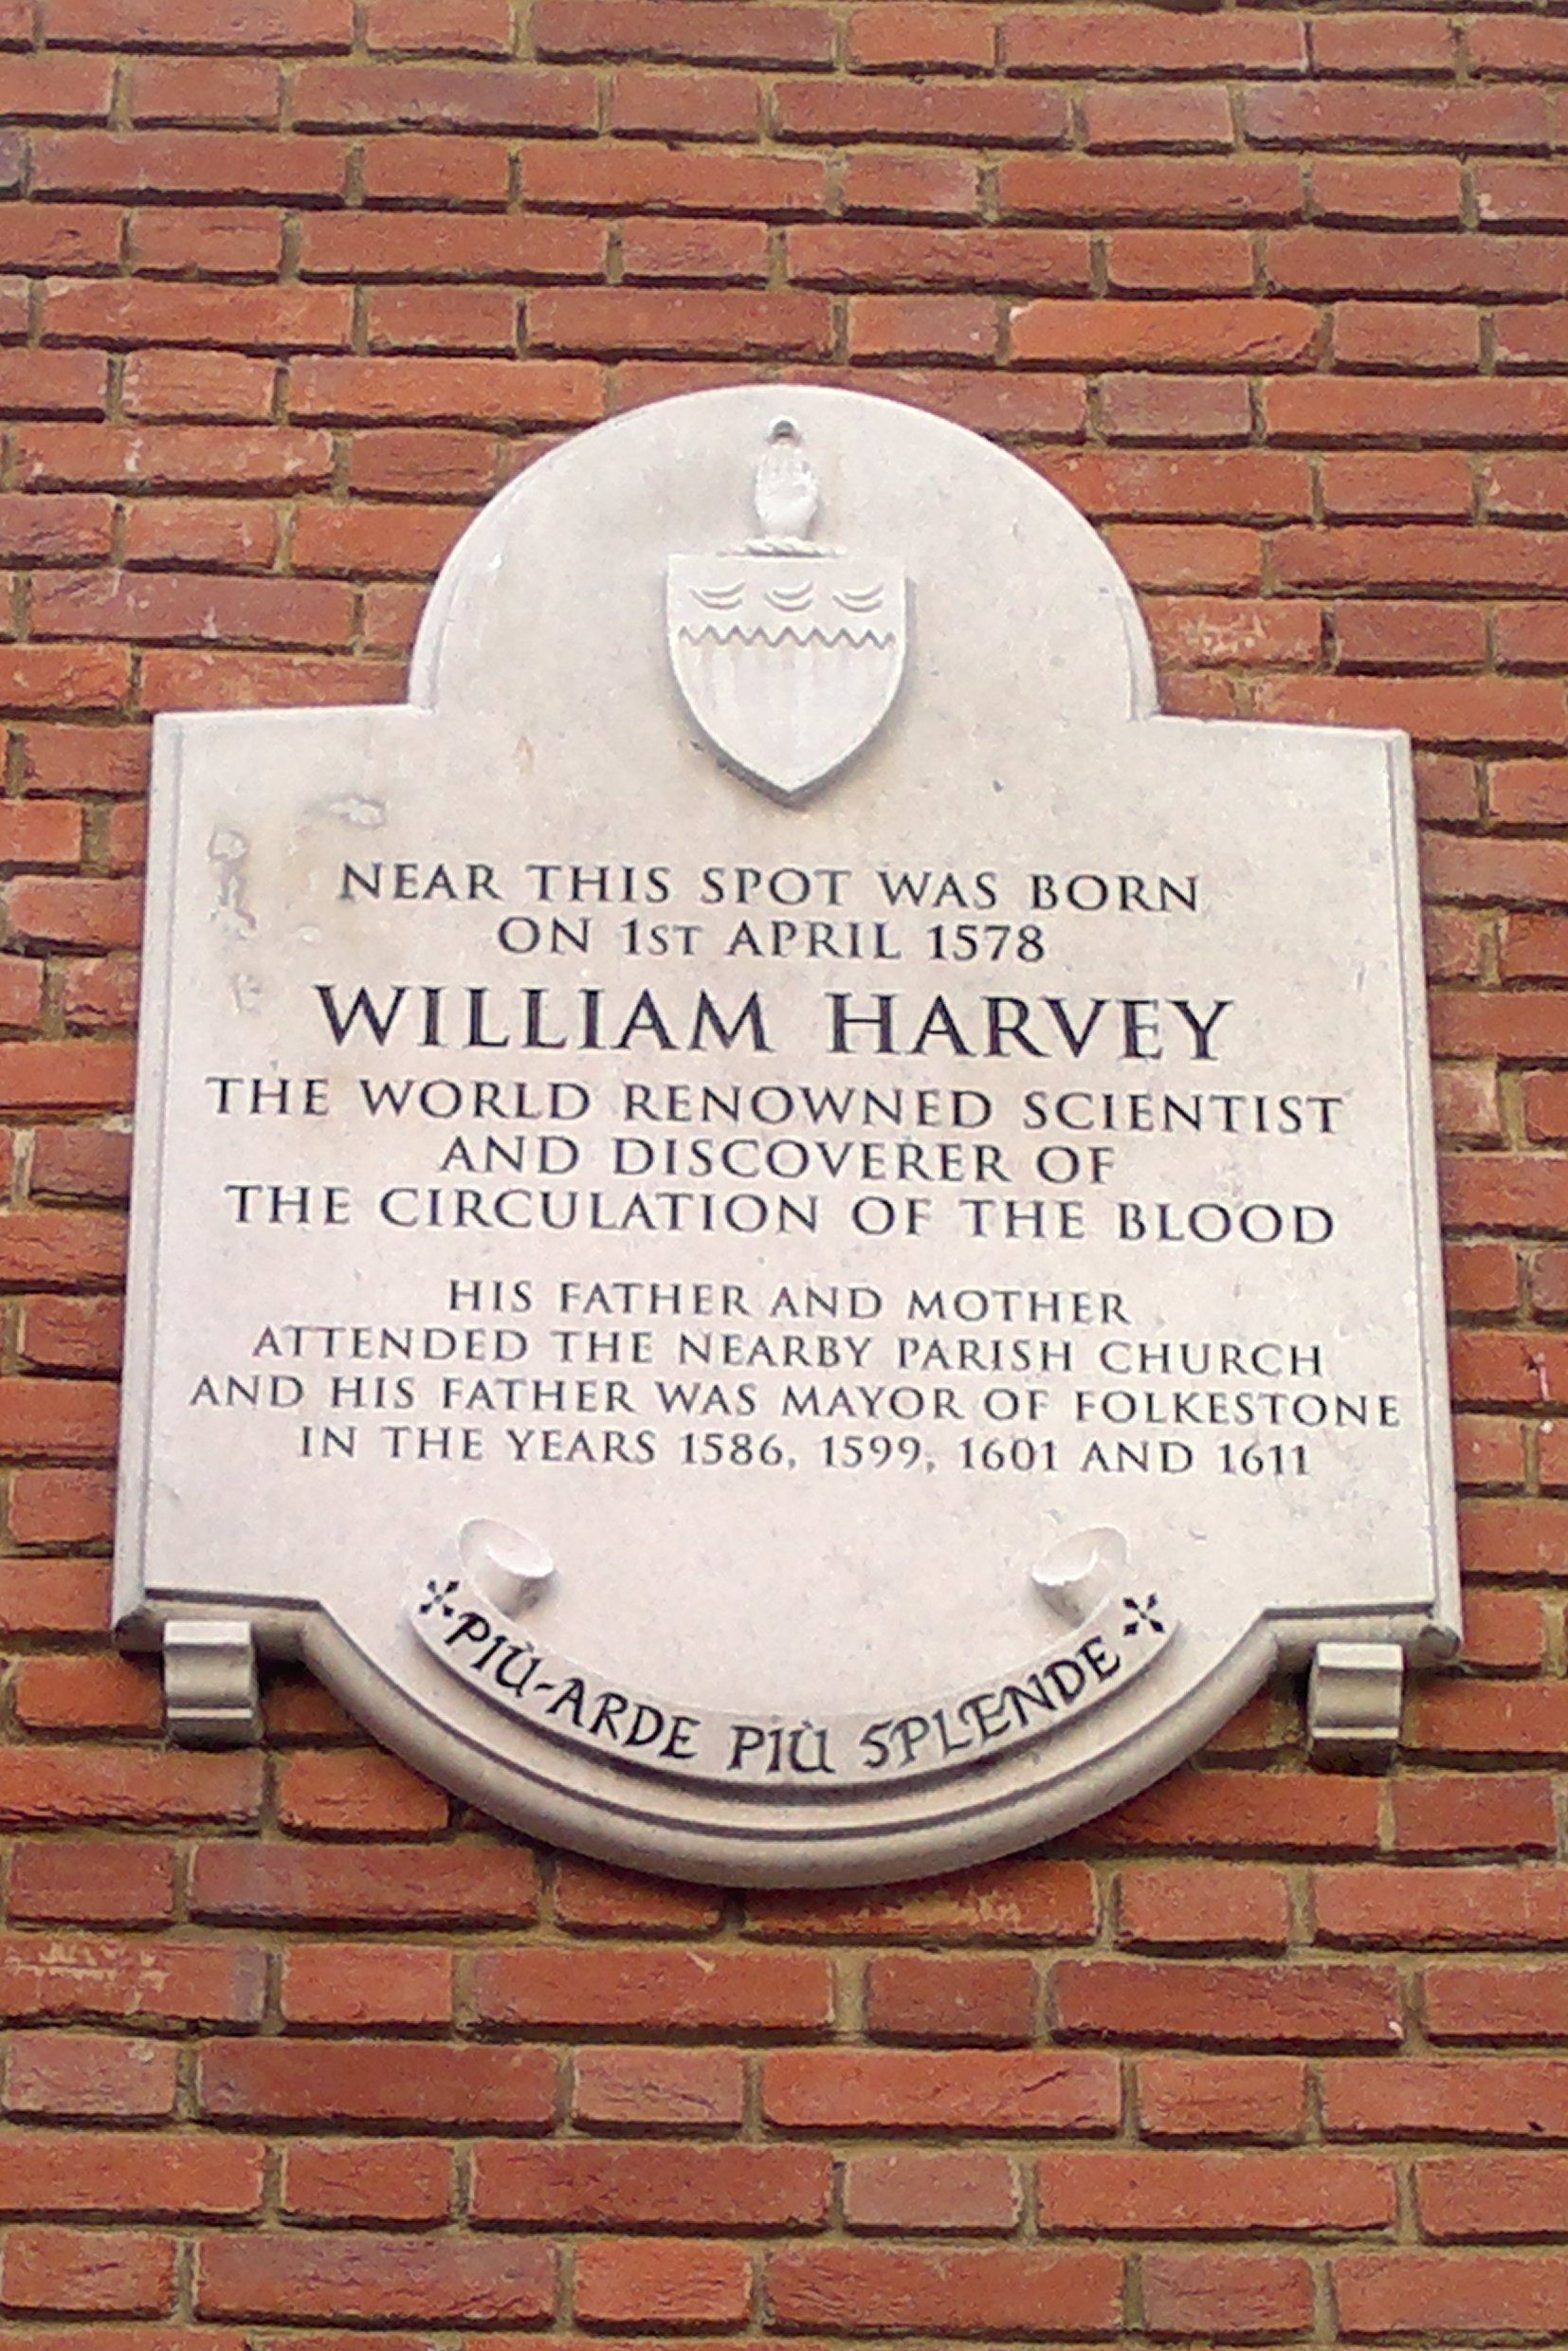 NEAR THIS SPOT WAS BORN
ON 1ST APRIL 1578
WILLIAM HARVEY
THE WORLD RENOWNED SCIENTIST
AND DISCOVERER OF
THE CIRCULATION OF THE BLOOD
HIS FATHER AND MOTHER
ATTENDED THE NEARBY PARISH CHURCH
AND HIS FATHER WAS MAYOR OF FOLKESTONE
IN THE YEARS 1586, 1599, 1601 AND 1611
PIÙ-ARDE PIÙ SPLENDE